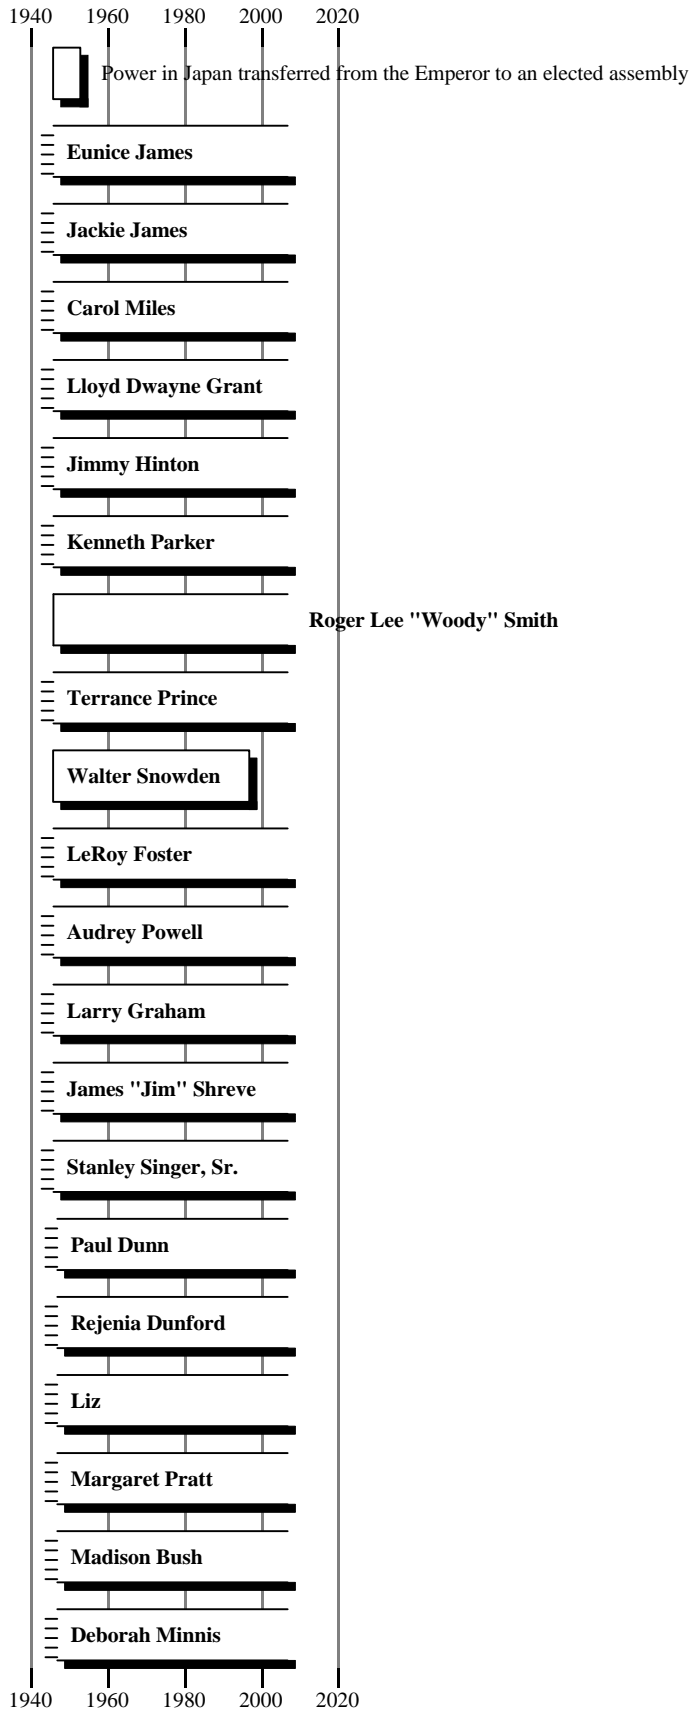 1940 1960 1980 2000 2020
Power in Japan transferred from the Emperor to an elected assembly
Eunice James
Jackie James
Carol Miles
Lloyd Dwayne Grant
Jimmy Hinton
Kenneth Parker
Roger Lee "Woody" Smith
Terrance Prince
Walter Snowden
LeRoy Foster
Audrey Powell
Larry Graham
James "Jim" Shreve
Stanley Singer, Sr.
Paul Dunn
Rejenia Dunford
Liz
Margaret Pratt
Madison Bush
Deborah Minnis
1940 1960 1980 2000 2020